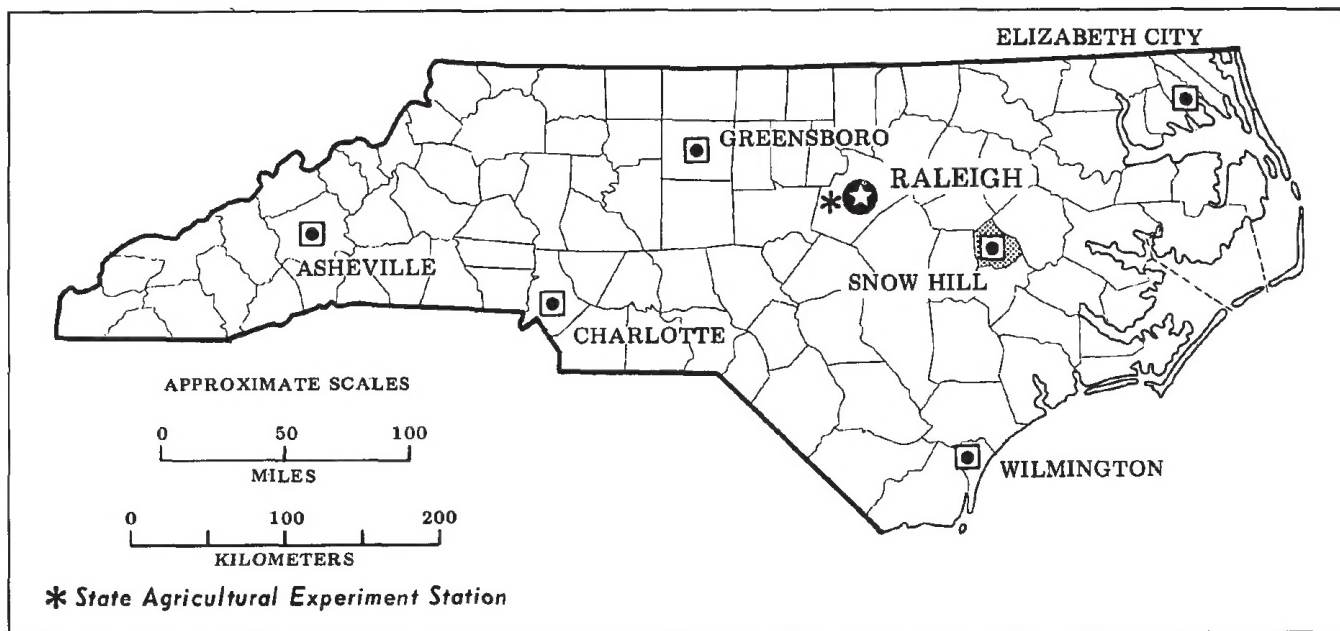 ELIZABETH CITY
GREENSBORO
RALEIGH
*
ASHEVILLE
SNOW HILL
CHARLOTTE
APPROXIMATE SCALES
0 50 100
MILES
WILMINGTON
0 100 200
KILOMETERS
* State Agricultural Experiment Station